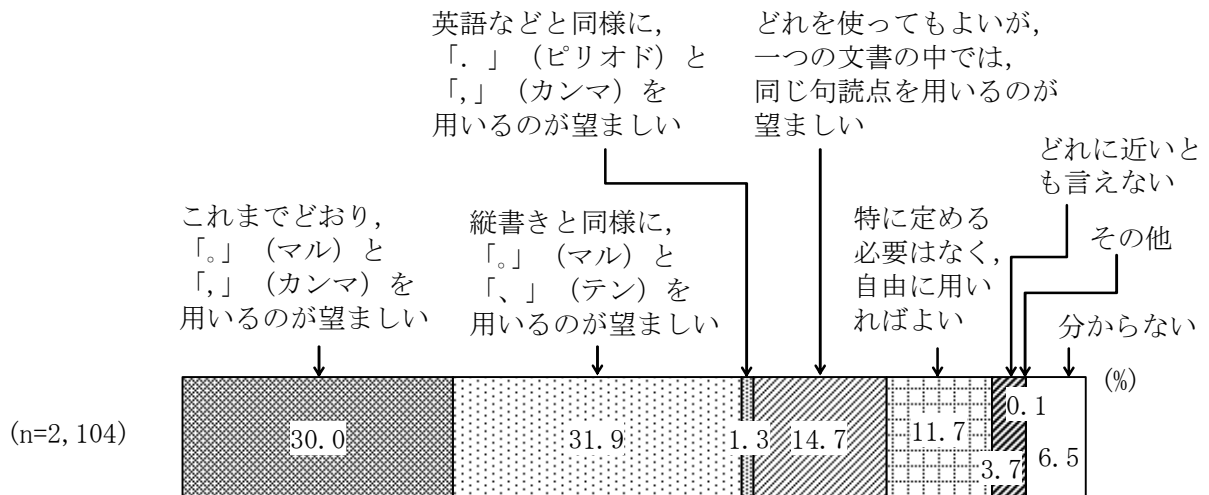 英語などと同様に,
「. 」（ピリオド）と
「,」（カンマ）を
用いるのが望ましい
どれを使ってもよいが,
一つの文書の中では,
同じ句読点を用いるのが
望ましい
どれに近いと
も言えない
これまでどおり,
「。」（マル）と
「,」（カンマ）を
用いるのが望ましい
縦書きと同様に,
「。」（マル）と
「、」（テン）を
用いるのが望ましい
特に定める
必要はなく,
自由に用い
ればよい
その他
分からない
(%)
(n=2,104)
30.0
31.9
1.3
14.7
11.7
3.7
0.1
6.5